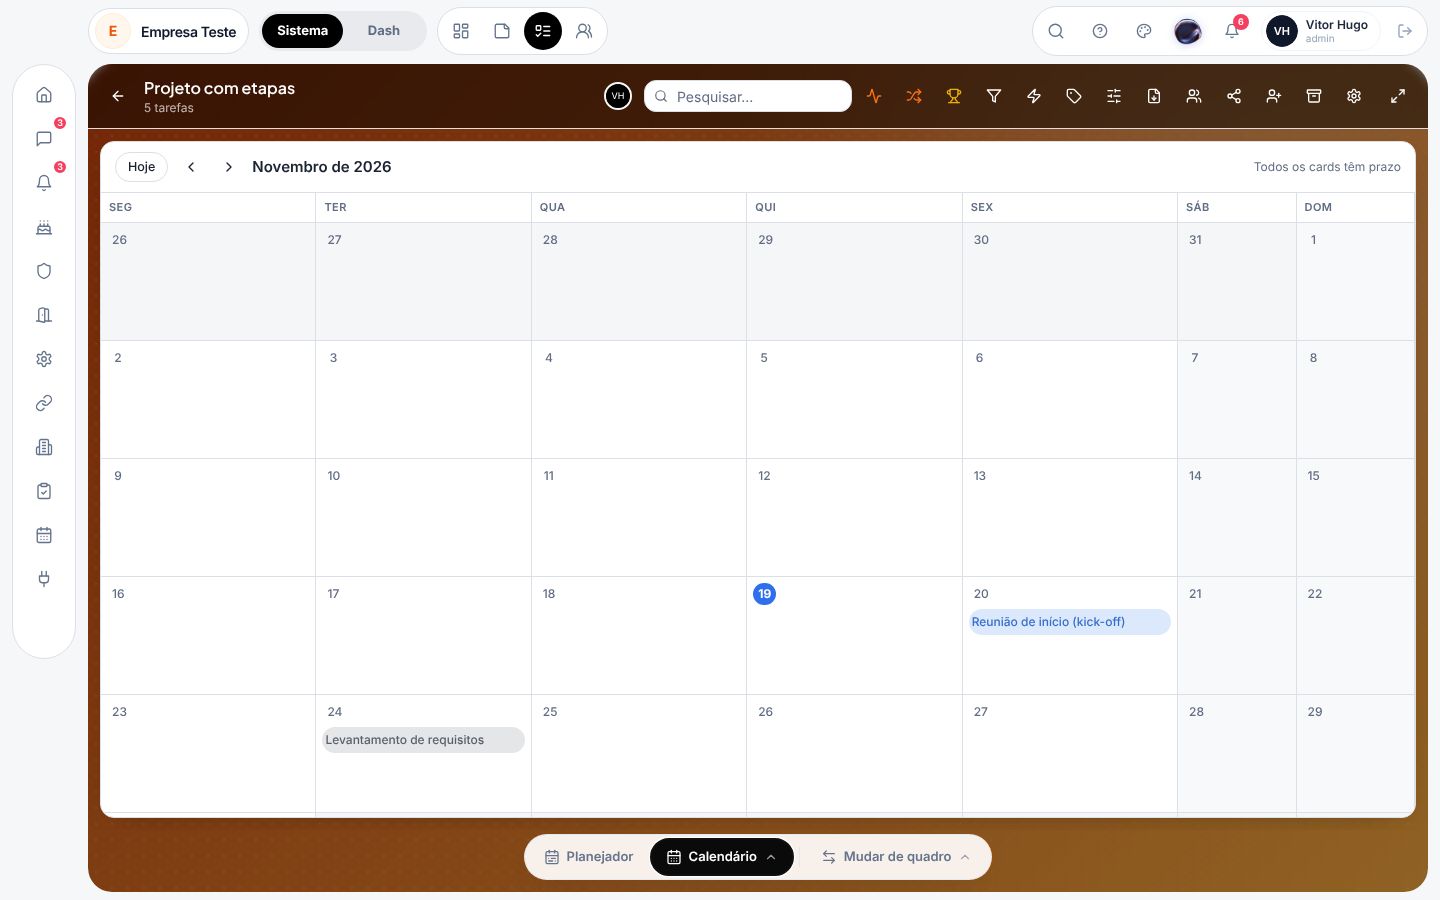 E Empresa Teste Sistema Dash 6 VH Vitor Hugo
admin
Projeto com etapas
5 tarefas
VH Pesquisar...
3
3
Hoje Novembro de 2026 Todos os cards têm prazo
SEG TER QUA QUI SEX SÁB DOM
26 27 28 29 30 31 1
2 3 4 5 6 7 8
9 10 11 12 13 14 15
16 17 18 19 20 21 22
Reunião de início (kick-off)
23 24 25 26 27 28 29
Levantamento de requisitos
Planejador Calendário Mudar de quadro